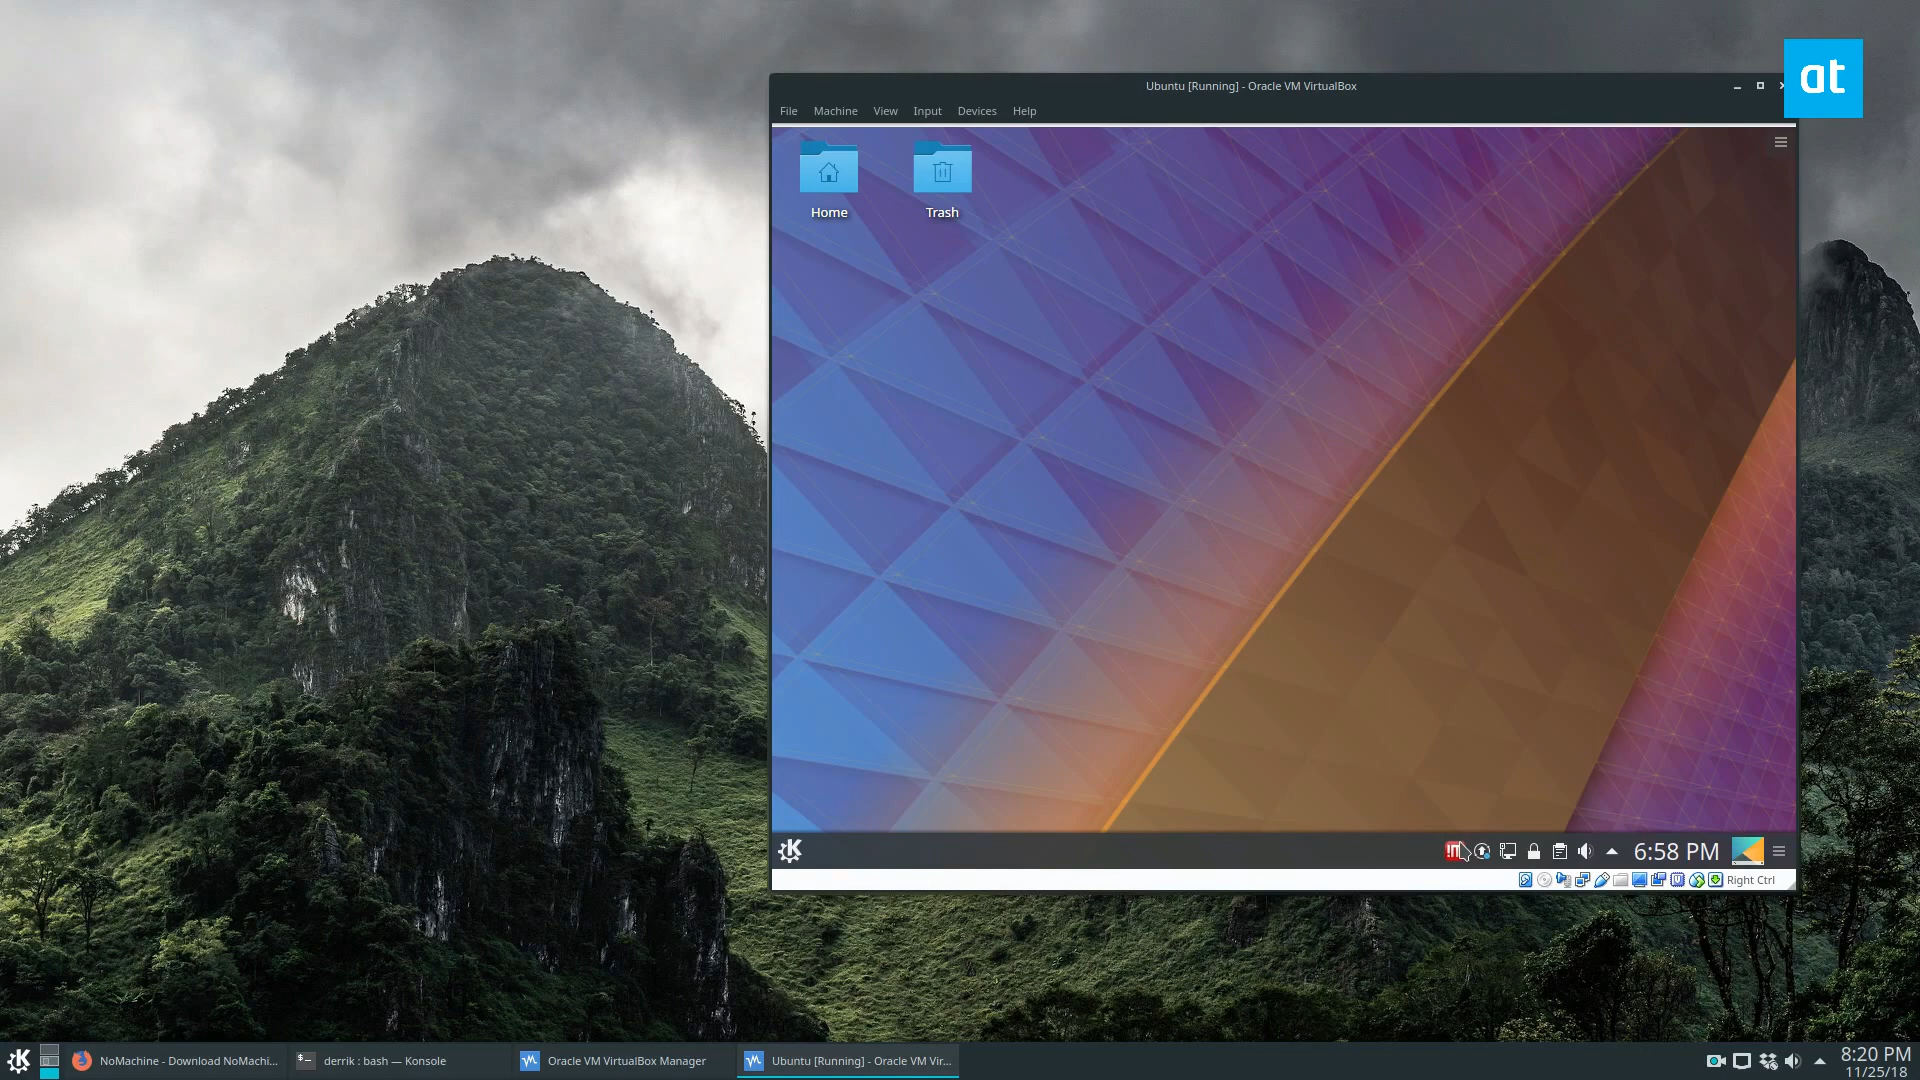 at
Ubuntu [Running] - Oracle VM VirtualBox
File Machine View Input Devices Help
Home Trash
!M
6:58 PM
Right Ctrl
NoMachine - Download NoMachi... derrik : bash — Konsole Oracle VM VirtualBox Manager Ubuntu [Running] - Oracle VM Vir...
8:20 PM
11/25/18